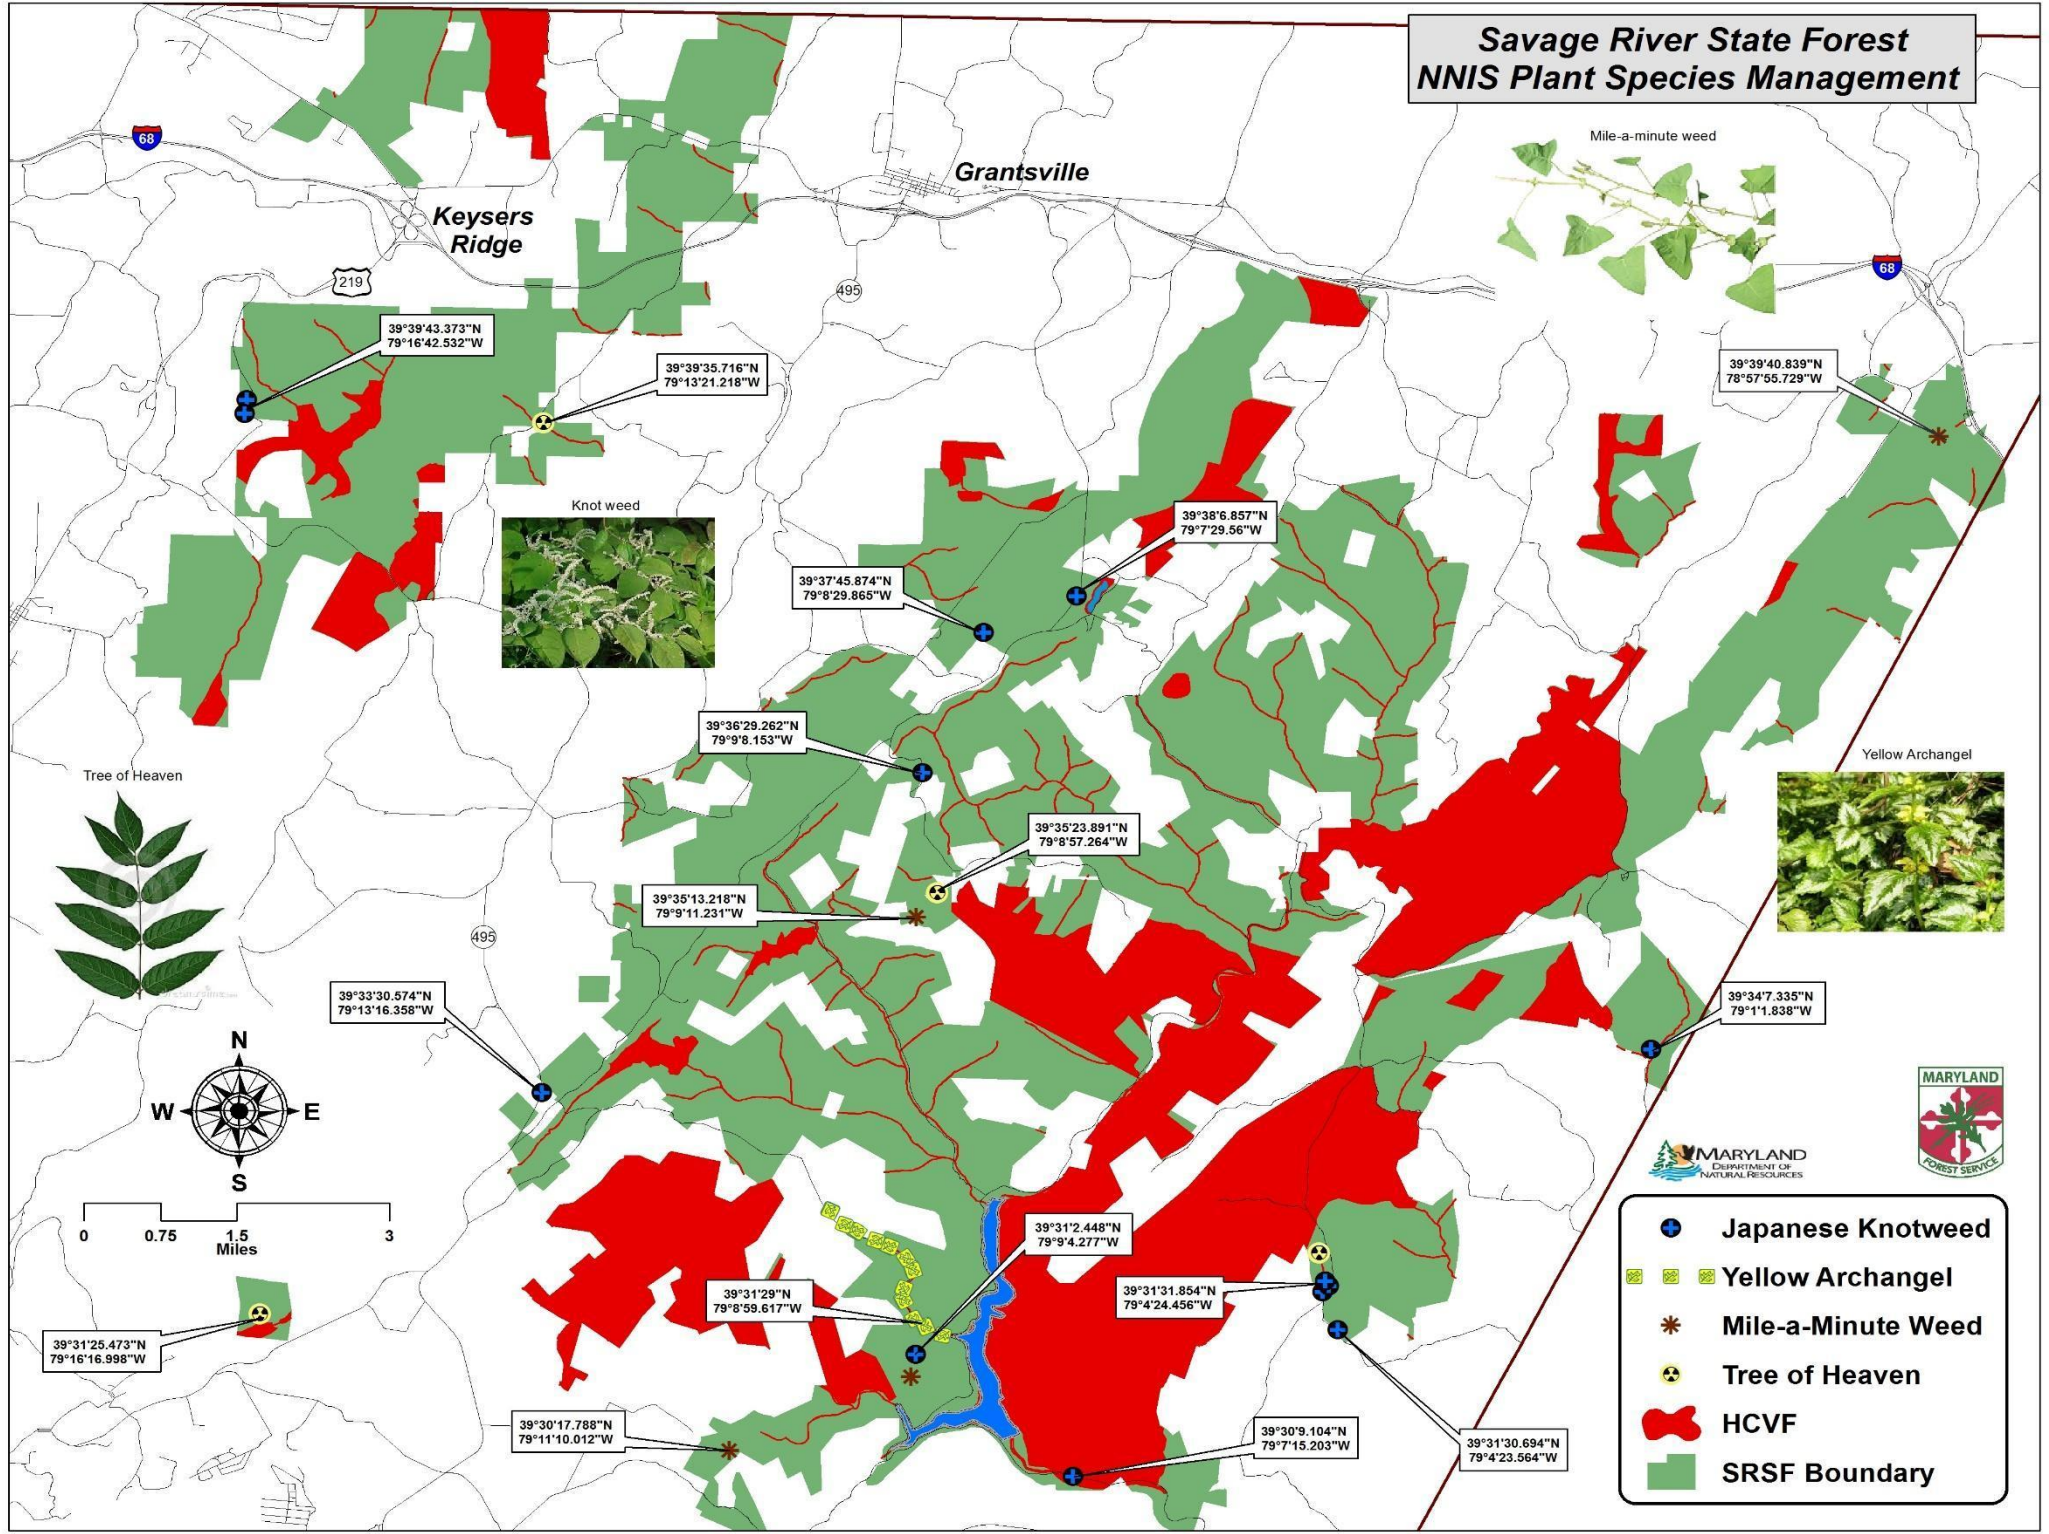 Savage River State Forest
NNIS Plant Species Management
68
Mile-a-minute weed
Grantsville
Keysers
Ridge
219
495
68
39°39'43.373"N
79°16'42.532"W
39°39'35.716"N
79°13'21.218"W
39°39'40.839"N
78°57'55.729"W
Knot weed
39°38'6.857"N
79°7'29.56"W
39°37'45.874"N
79°8'29.865"W
39°36'29.262"N
79°9'8.153"W
Yellow Archangel
Tree of Heaven
39°35'23.891"N
79°8'57.264"W
39°35'13.218"N
79°9'11.231"W
495
39°33'30.574"N
79°13'16.358"W
39°34'7.335"N
79°1'1.838"W
N
W
E
S
MARYLAND
FOREST SERVICE
MARYLAND
DEPARTMENT OF
NATURAL RESOURCES
0 0.75 1.5 3
Miles
39°31'2.448"N
79°9'4.277"W
39°31'29"N
79°8'59.617"W
39°31'31.854"N
79°4'24.456"W
39°31'25.473"N
79°16'16.998"W
39°30'17.788"N
79°11'10.012"W
39°30'9.104"N
79°7'15.203"W
39°31'30.694"N
79°4'23.564"W
Japanese Knotweed
Yellow Archangel
Mile-a-Minute Weed
Tree of Heaven
HCVF
SRSF Boundary